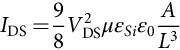 I_DS = 9/8 V_DS^2 μ ε_Si ε_0 A/L^3